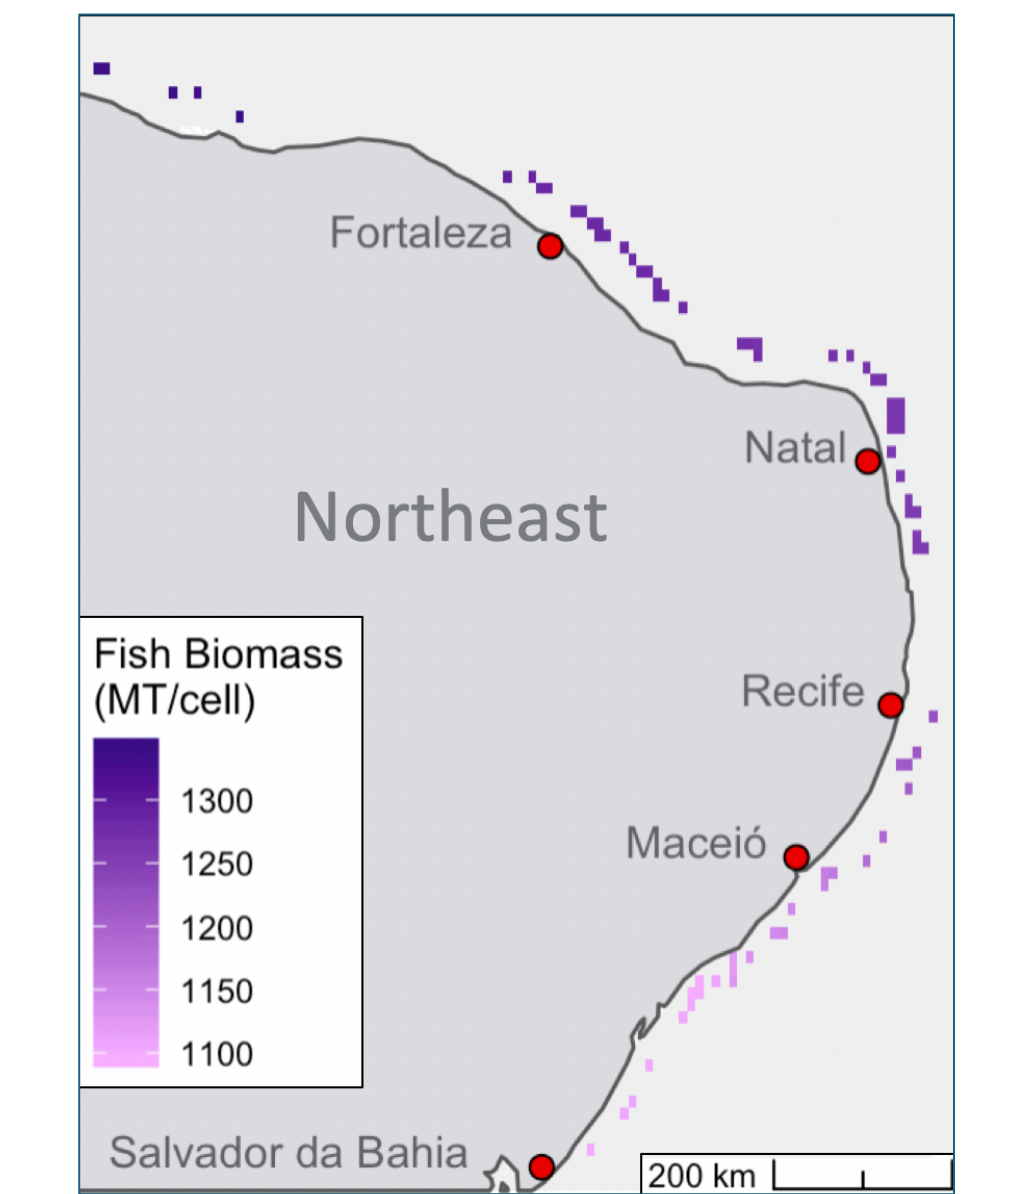 Fortaleza
Natal
Northeast
Fish Biomass
(MT/cell)
Recife
1300
Maceió
1250
1200
1150
1100
Salvador da Bahia
200 km